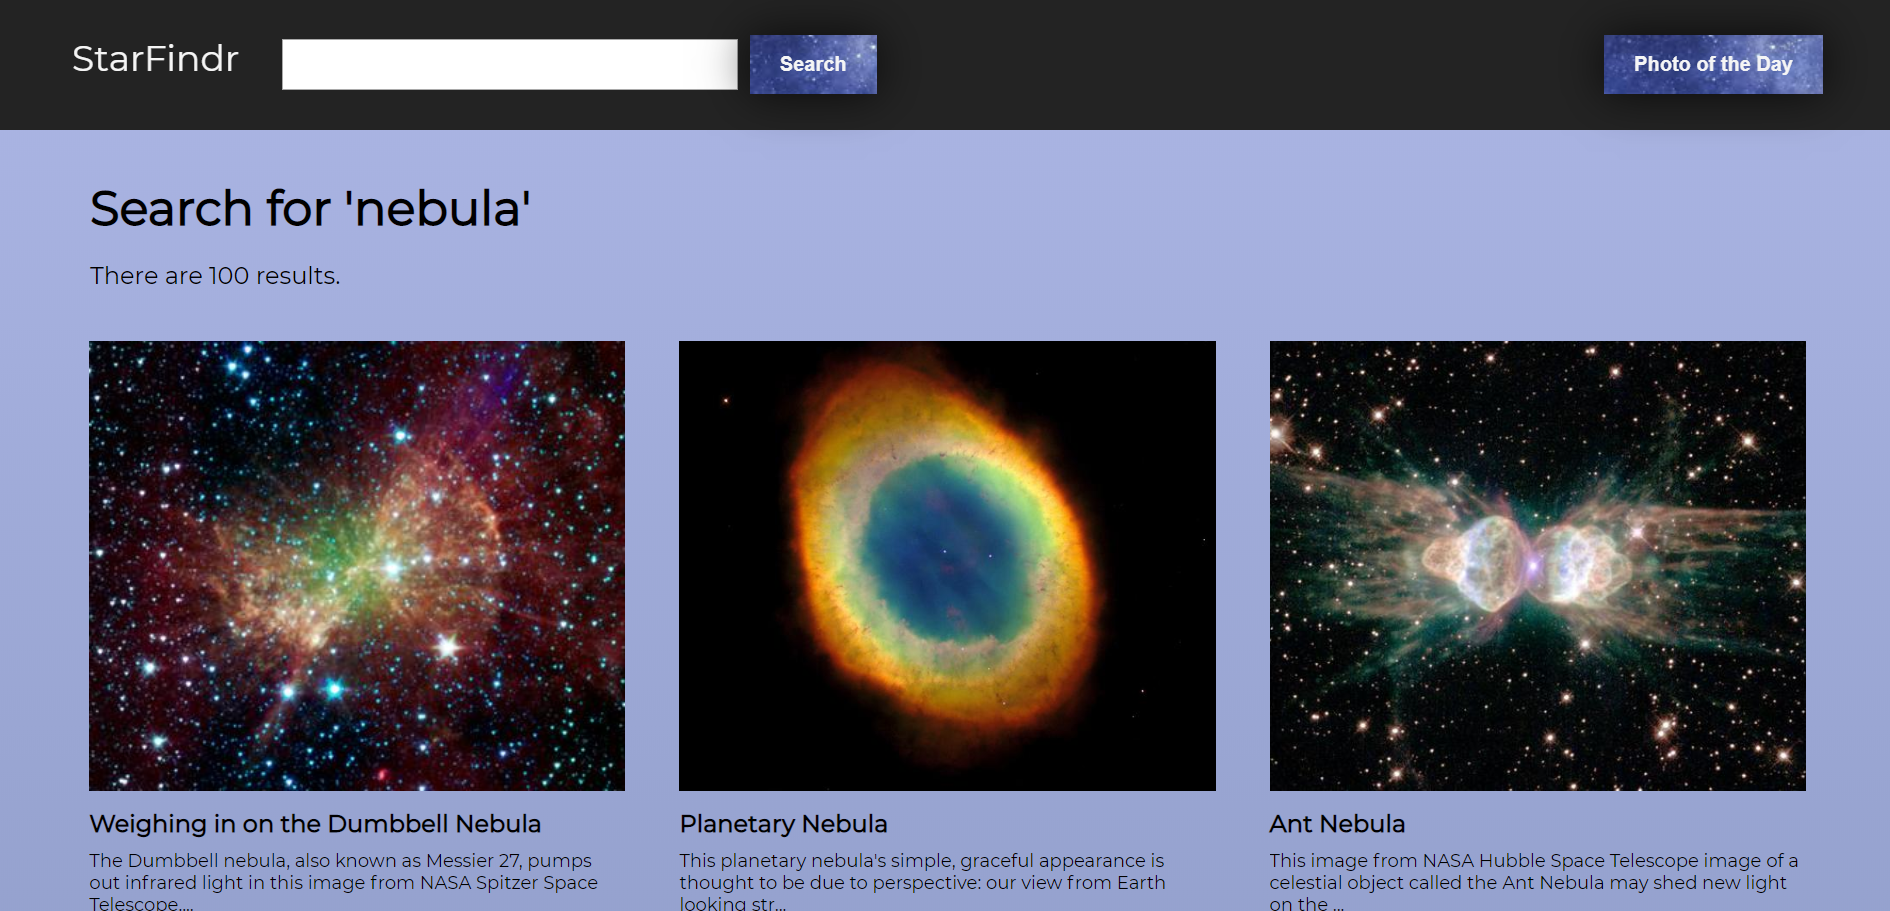 StarFindr
Search
Photo of the Day
Search for 'nebula'
There are 100 results.
Weighing in on the Dumbbell Nebula
The Dumbbell nebula, also known as Messier 27, pumps
out infrared light in this image from NASA Spitzer Space
Telescope....
Planetary Nebula
This planetary nebula's simple, graceful appearance is
thought to be due to perspective: our view from Earth
looking str...
Ant Nebula
This image from NASA Hubble Space Telescope image of a
celestial object called the Ant Nebula may shed new light
on the ...